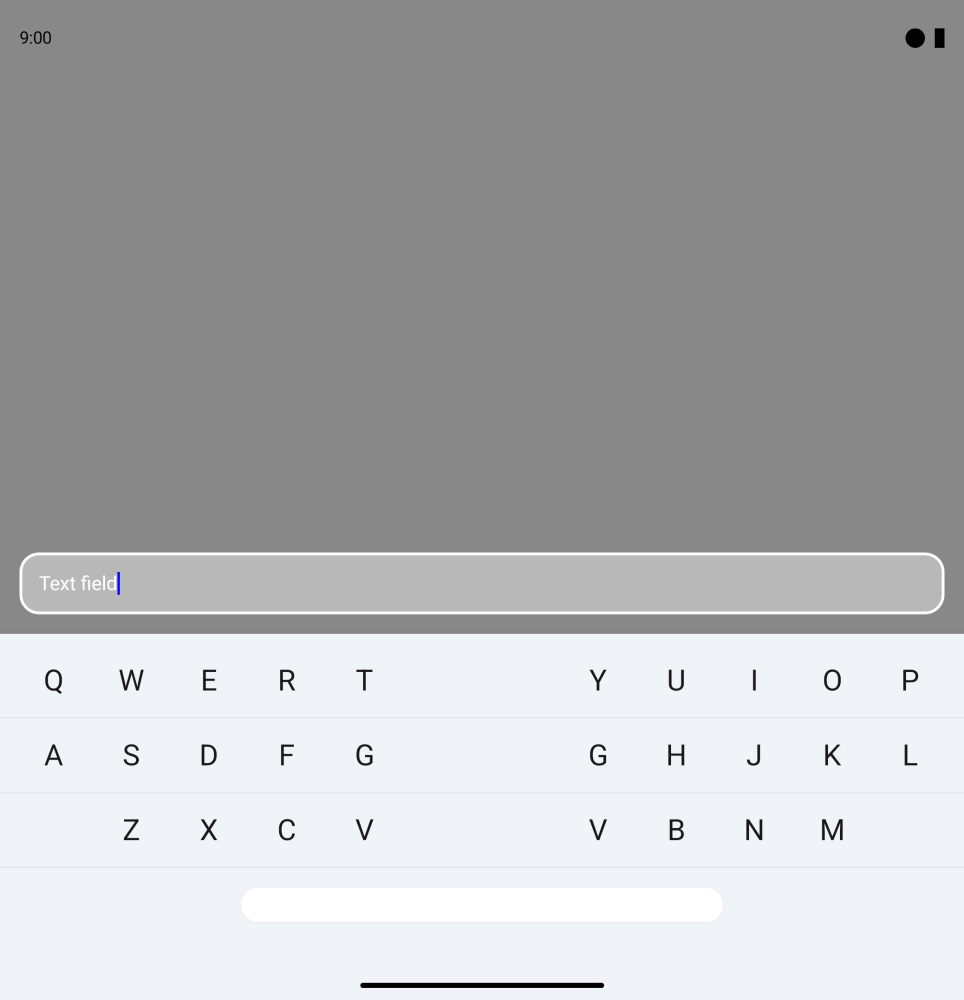 9:00
Text field
Q W E R T Y U I O P
A S D F G G H J K L
Z X C V V B N M